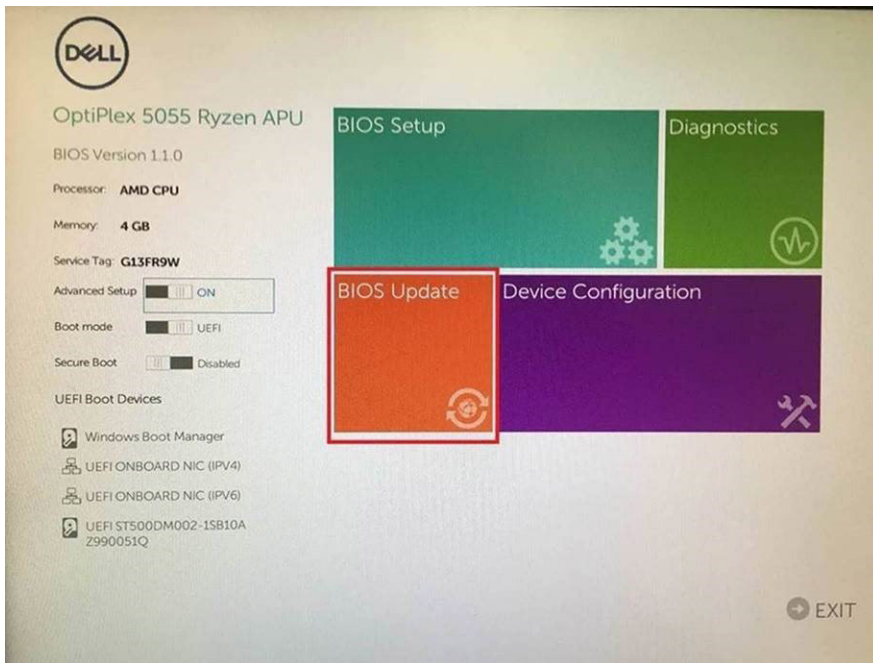 DELL
OptiPlex 5055 Ryzen APU
BIOS Version 1.1.0
Processor: AMD CPU
Memory: 4 GB
Service Tag: G13FR9W
Advanced Setup ON
Boot mode UEFI
Secure Boot Disabled
UEFI Boot Devices
Windows Boot Manager
UEFI ONBOARD NIC (IPV4)
UEFI ONBOARD NIC (IPV6)
UEFI ST500DM002-1SB10A
Z990051Q
BIOS Setup
Diagnostics
BIOS Update
Device Configuration
EXIT